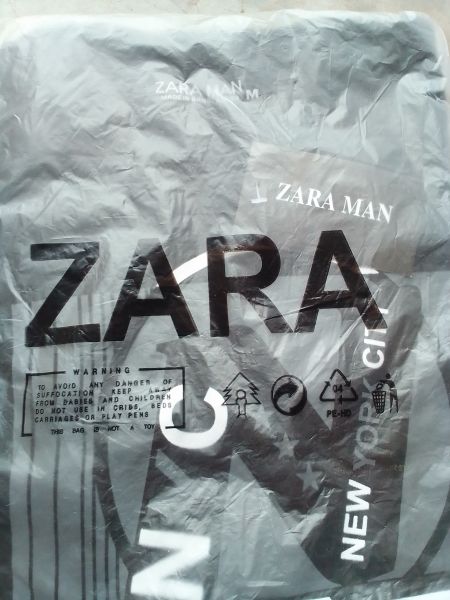 ZARA MAN M
ZARA MAN
ZARA
WARNING
TO AVOID ANY DANGER OF
SUFFOCATION KEEP AWAY
FROM BABIES AND CHILDREN
DO NOT USE IN CRIBS, BEDS
CARRIAGES OR PLAY PENS
THIS BAG IS NOT A TOY
04
PE-HD
NEW YORK CITY
N C